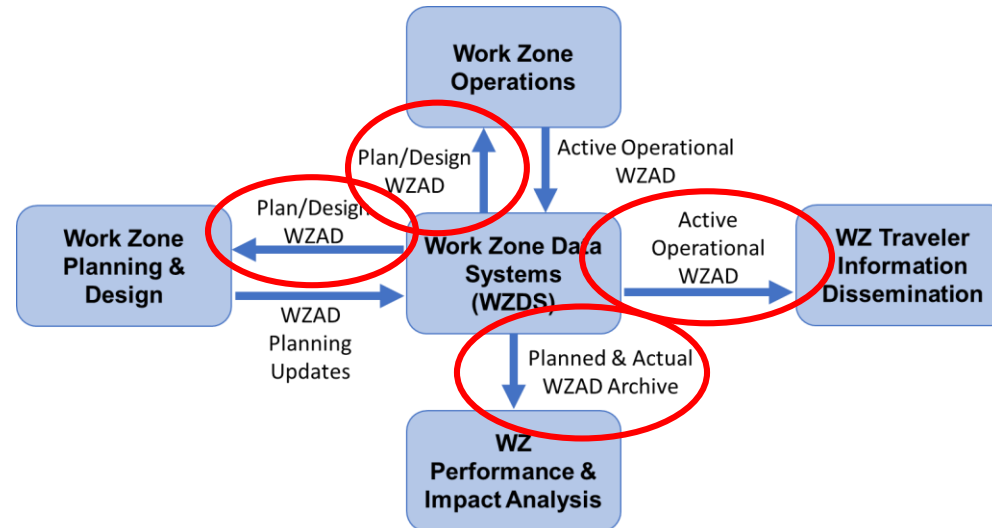 Work Zone
Operations
Plan/Design
WZAD
Active Operational
WZAD
Plan/Design
WZAD
Work Zone
Planning &
Design
Work Zone Data
Systems
(WZDS)
Active
Operational
WZAD
WZ Traveler
Information
Dissemination
WZAD
Planning
Updates
Planned & Actual
WZAD Archive
WZ
Performance &
Impact Analysis